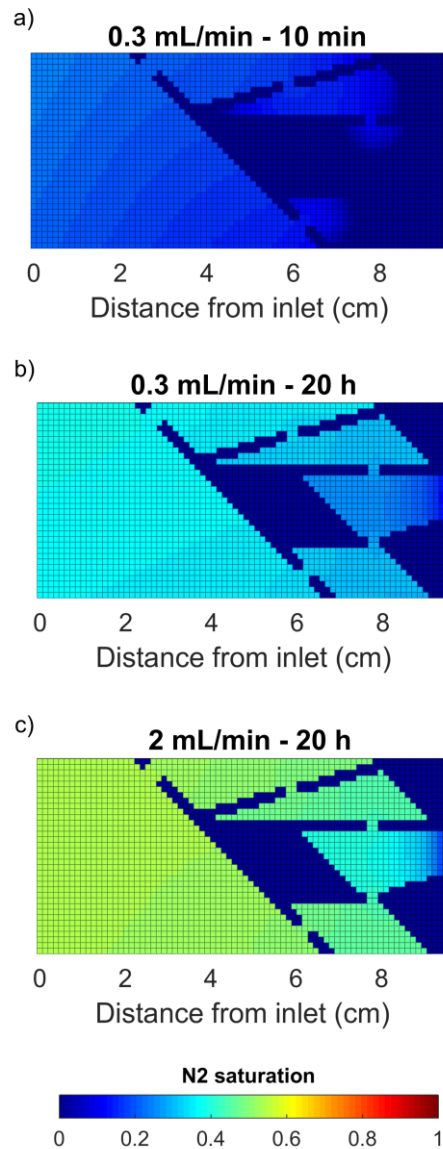 a)
0.3 mL/min - 10 min
0 2 4 6 8
Distance from inlet (cm)
b)
0.3 mL/min - 20 h
0 2 4 6 8
Distance from inlet (cm)
c)
2 mL/min - 20 h
0 2 4 6 8
Distance from inlet (cm)
N2 saturation
0 0.2 0.4 0.6 0.8 1